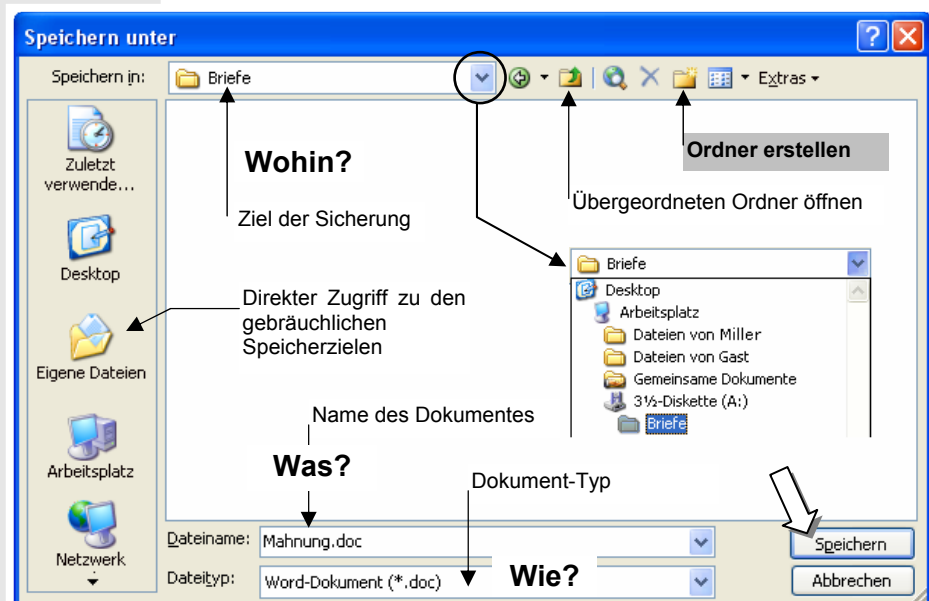 Speichern unter
Speichern in:
Briefe
Extras
Zuletzt
verwende...
Desktop
Eigene Dateien
Arbeitsplatz
Netzwerk
Wohin?
Ziel der Sicherung
Ordner erstellen
Übergeordneten Ordner öffnen
Direkter Zugriff zu den
gebräuchlichen
Speicherzielen
Briefe
Desktop
Arbeitsplatz
Dateien von Miller
Dateien von Gast
Gemeinsame Dokumente
3½-Diskette (A:)
Briefe
Name des Dokumentes
Was?
Dokument-Typ
Dateiname: Mahnung.doc
Speichern
Dateityp: Word-Dokument (*.doc)
Wie?
Abbrechen